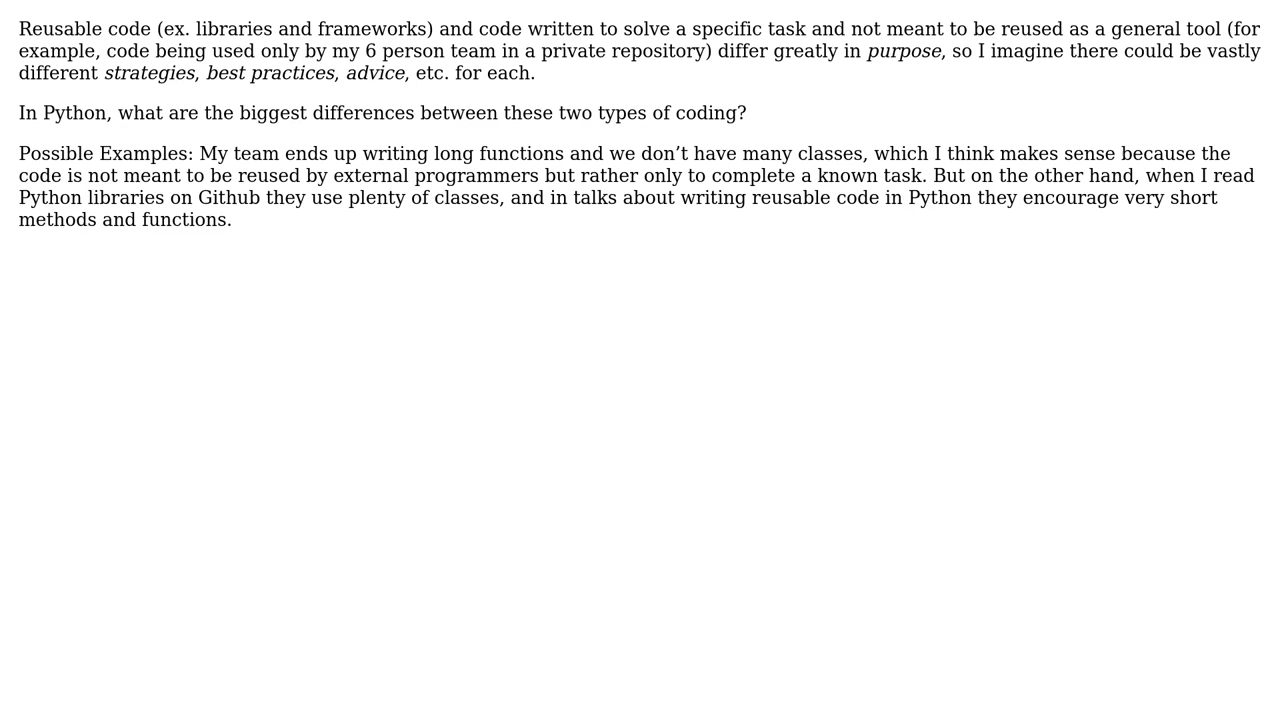 Reusable code (ex. libraries and frameworks) and code written to solve a specific task and not meant to be reused as a general tool (for
example, code being used only by my 6 person team in a private repository) differ greatly in purpose, so I imagine there could be vastly
different strategies, best practices, advice, etc. for each.
In Python, what are the biggest differences between these two types of coding?
Possible Examples: My team ends up writing long functions and we don’t have many classes, which I think makes sense because the
code is not meant to be reused by external programmers but rather only to complete a known task. But on the other hand, when I read
Python libraries on Github they use plenty of classes, and in talks about writing reusable code in Python they encourage very short
methods and functions.